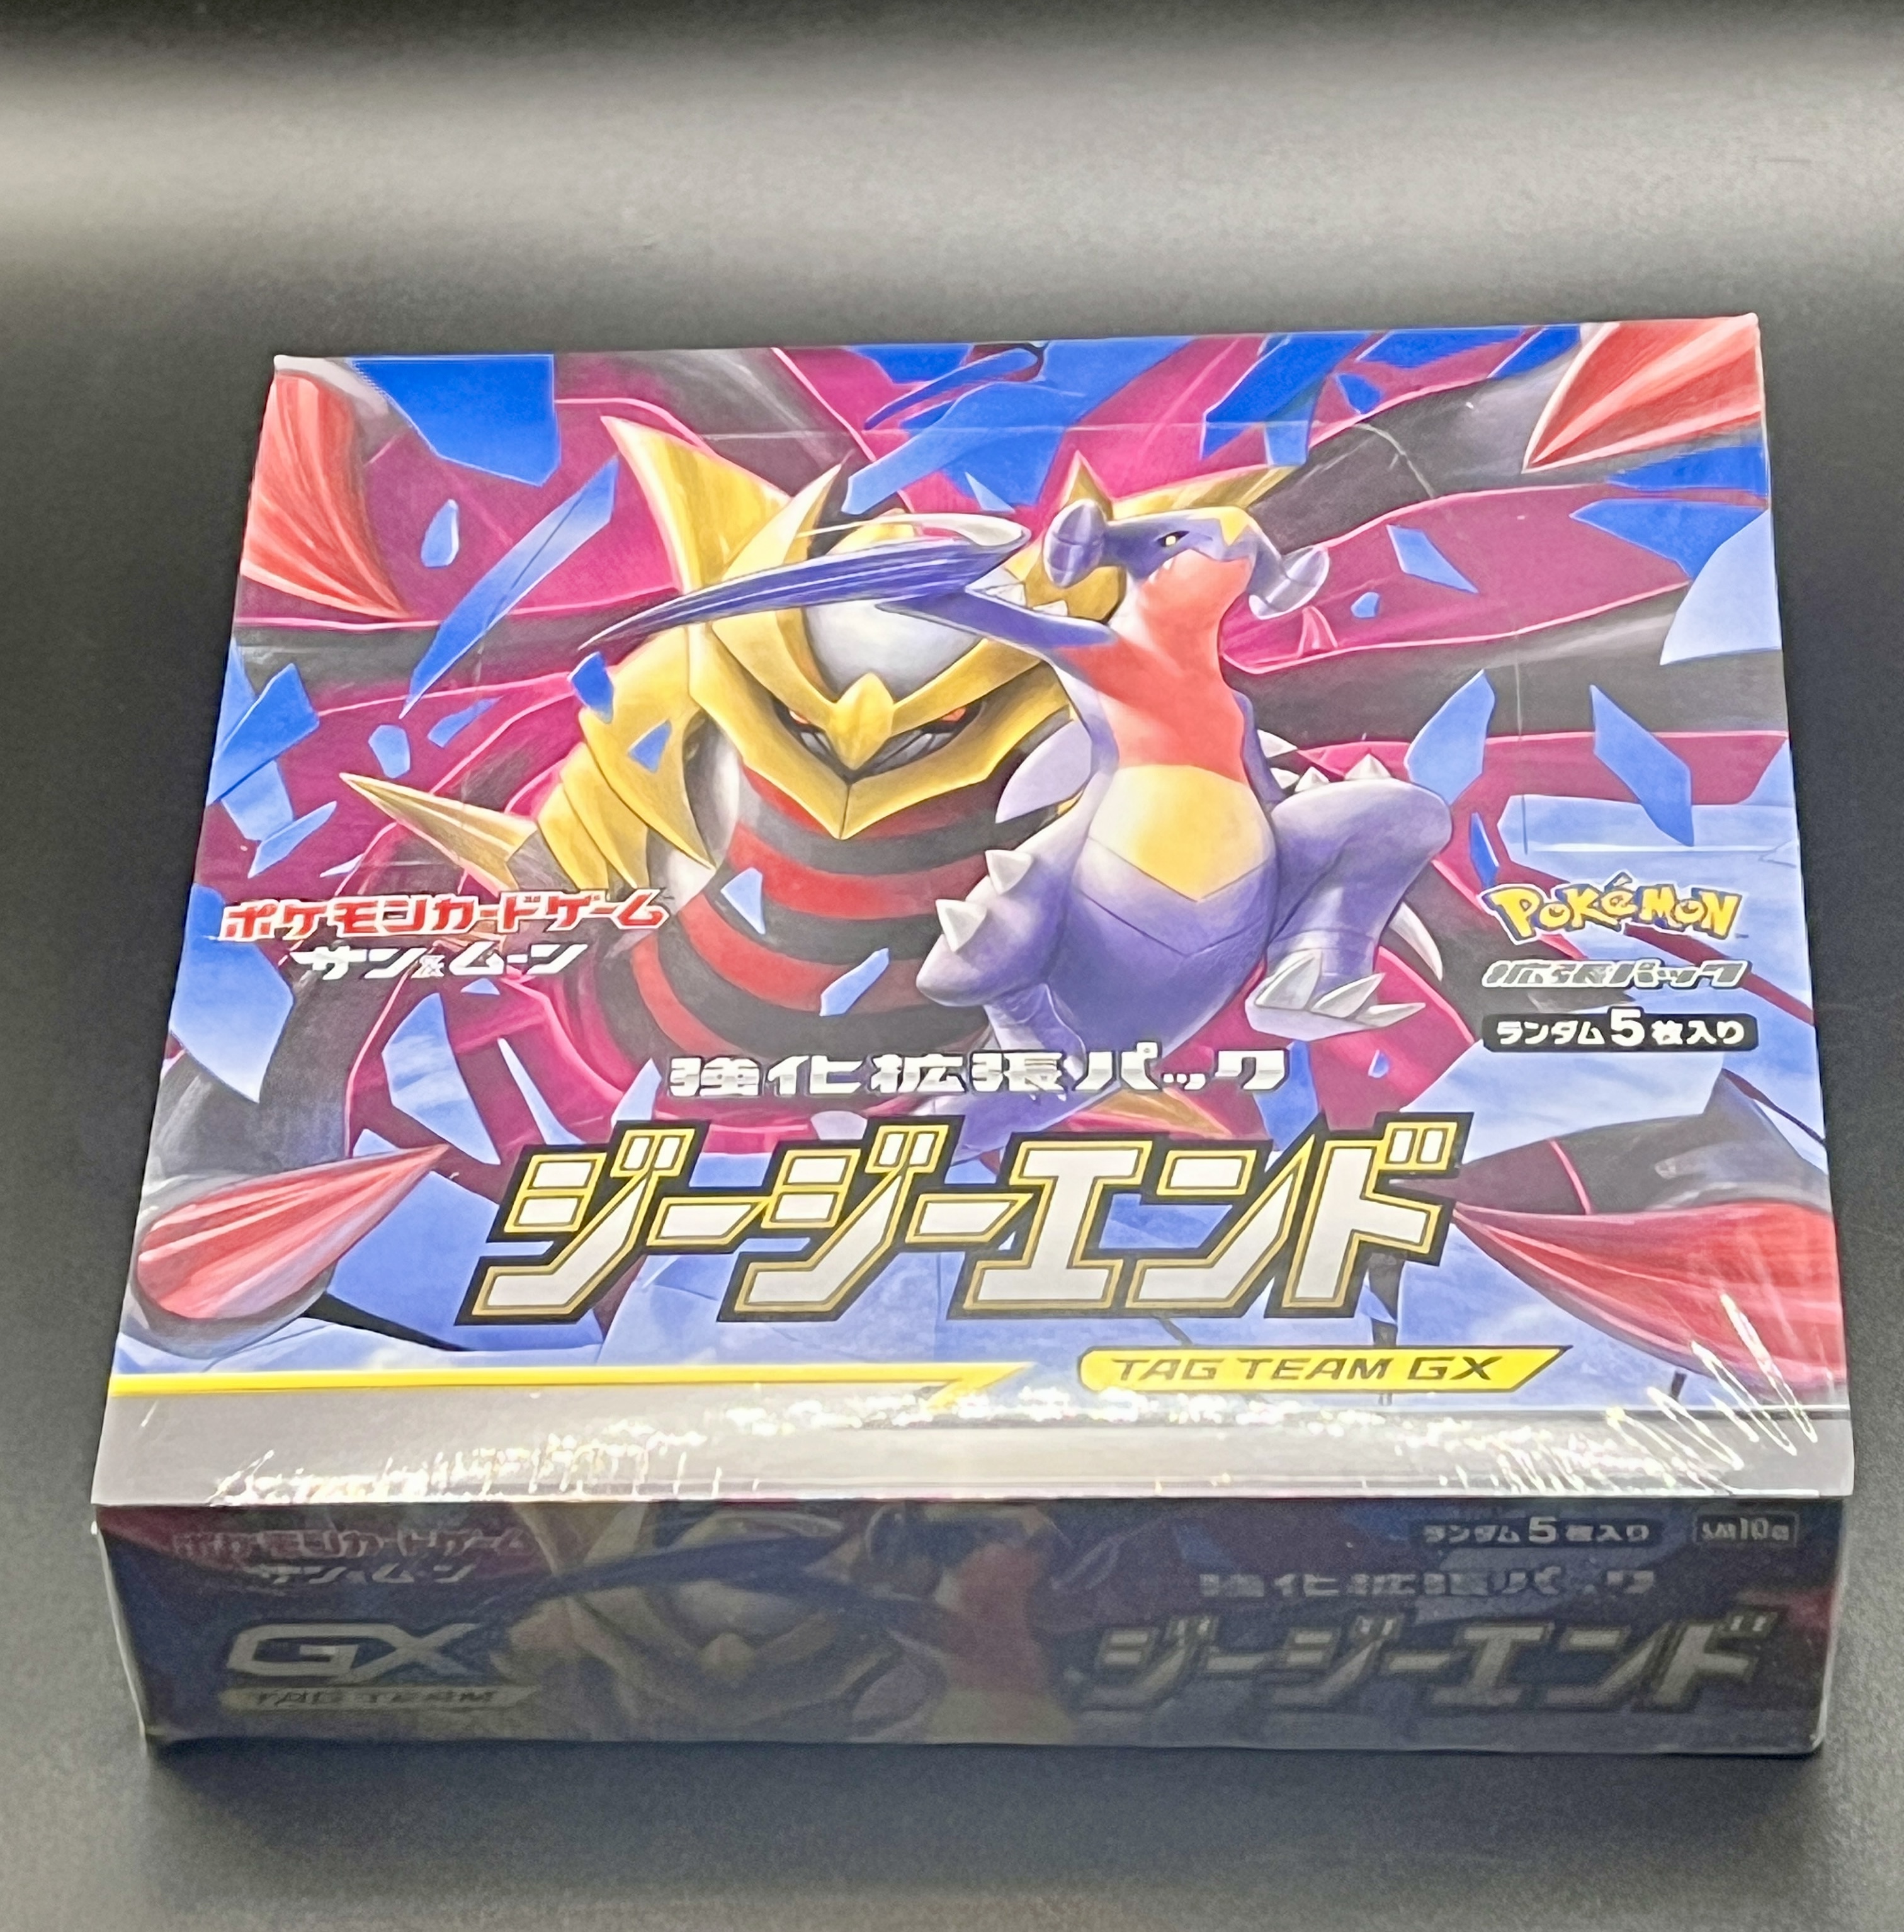 ポケモンカードゲーム
サン&ムーン
POKéMON
拡張パック
ランダム5枚入り
強化拡張パック
ジージーエンド
TAG TEAM GX
ポケモンカードゲーム
サン&ムーン
GX
TAG TEAM
ランダム5枚入り
SM10a
強化拡張パック
ジージーエンド